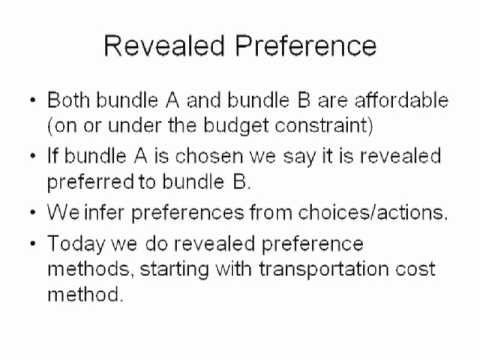 Revealed Preference
• Both bundle A and bundle B are affordable
(on or under the budget constraint)
• If bundle A is chosen we say it is revealed
preferred to bundle B.
• We infer preferences from choices/actions.
• Today we do revealed preference
methods, starting with transportation cost
method.